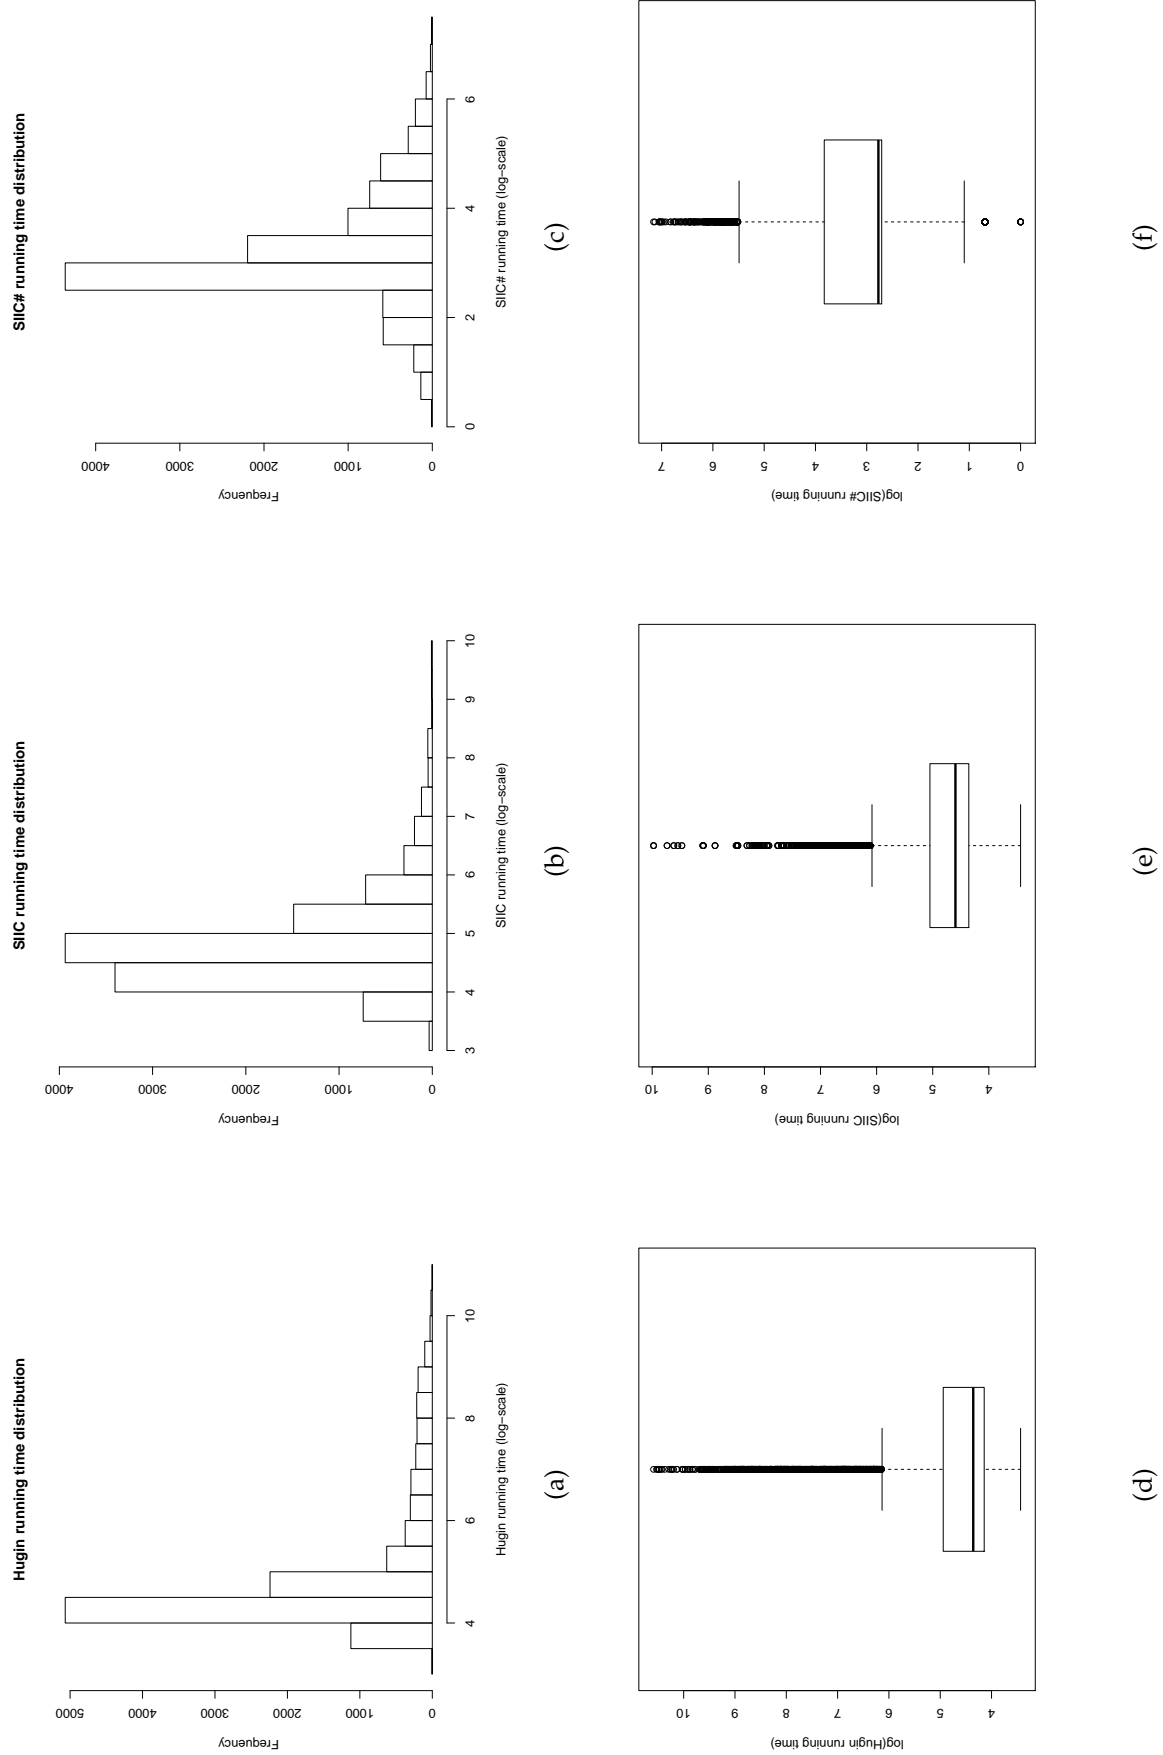 Hugin running time distribution
Hugin running time (log−scale)
Frequency
4 6 8 10
0 1000 2000 3000 4000 5000
(a)
SIIC running time distribution
SIIC running time (log−scale)
Frequency
3 4 5 6 7 8 9 10
0 1000 2000 3000 4000
(b)
SIIC# running time distribution
SIIC# running time (log−scale)
Frequency
0 2 4 6
0 1000 2000 3000 4000
(c)
4 5 6 7 8 9 10
log(Hugin running time)
(d)
4 5 6 7 8 9 10
log(SIIC running time)
(e)
0 1 2 3 4 5 6 7
log(SIIC# running time)
(f)